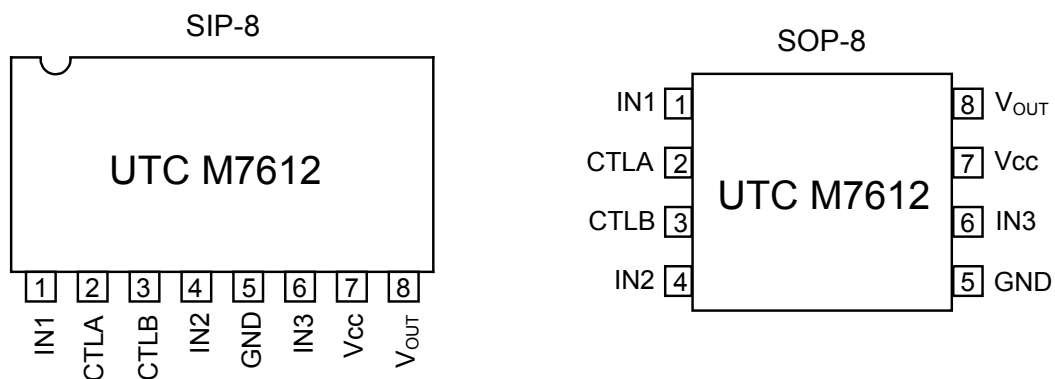 SIP-8
UTC M7612
1 2 3 4 5 6 7 8
IN1 CTLA CTLB IN2 GND IN3 Vcc VOUT
SOP-8
IN1 1 8 VOUT
CTLA 2 7 Vcc
UTC M7612
CTLB 3 6 IN3
IN2 4 5 GND